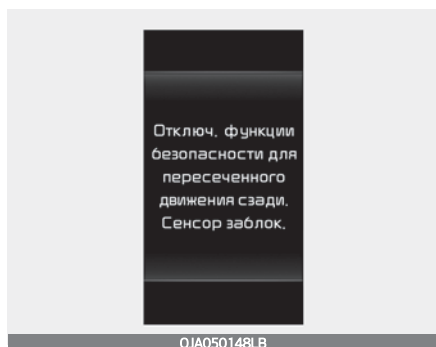 Отключ. функции
безопасности для
пересеченного
движения сзади.
Сенсор заблок.
OJA050148LB